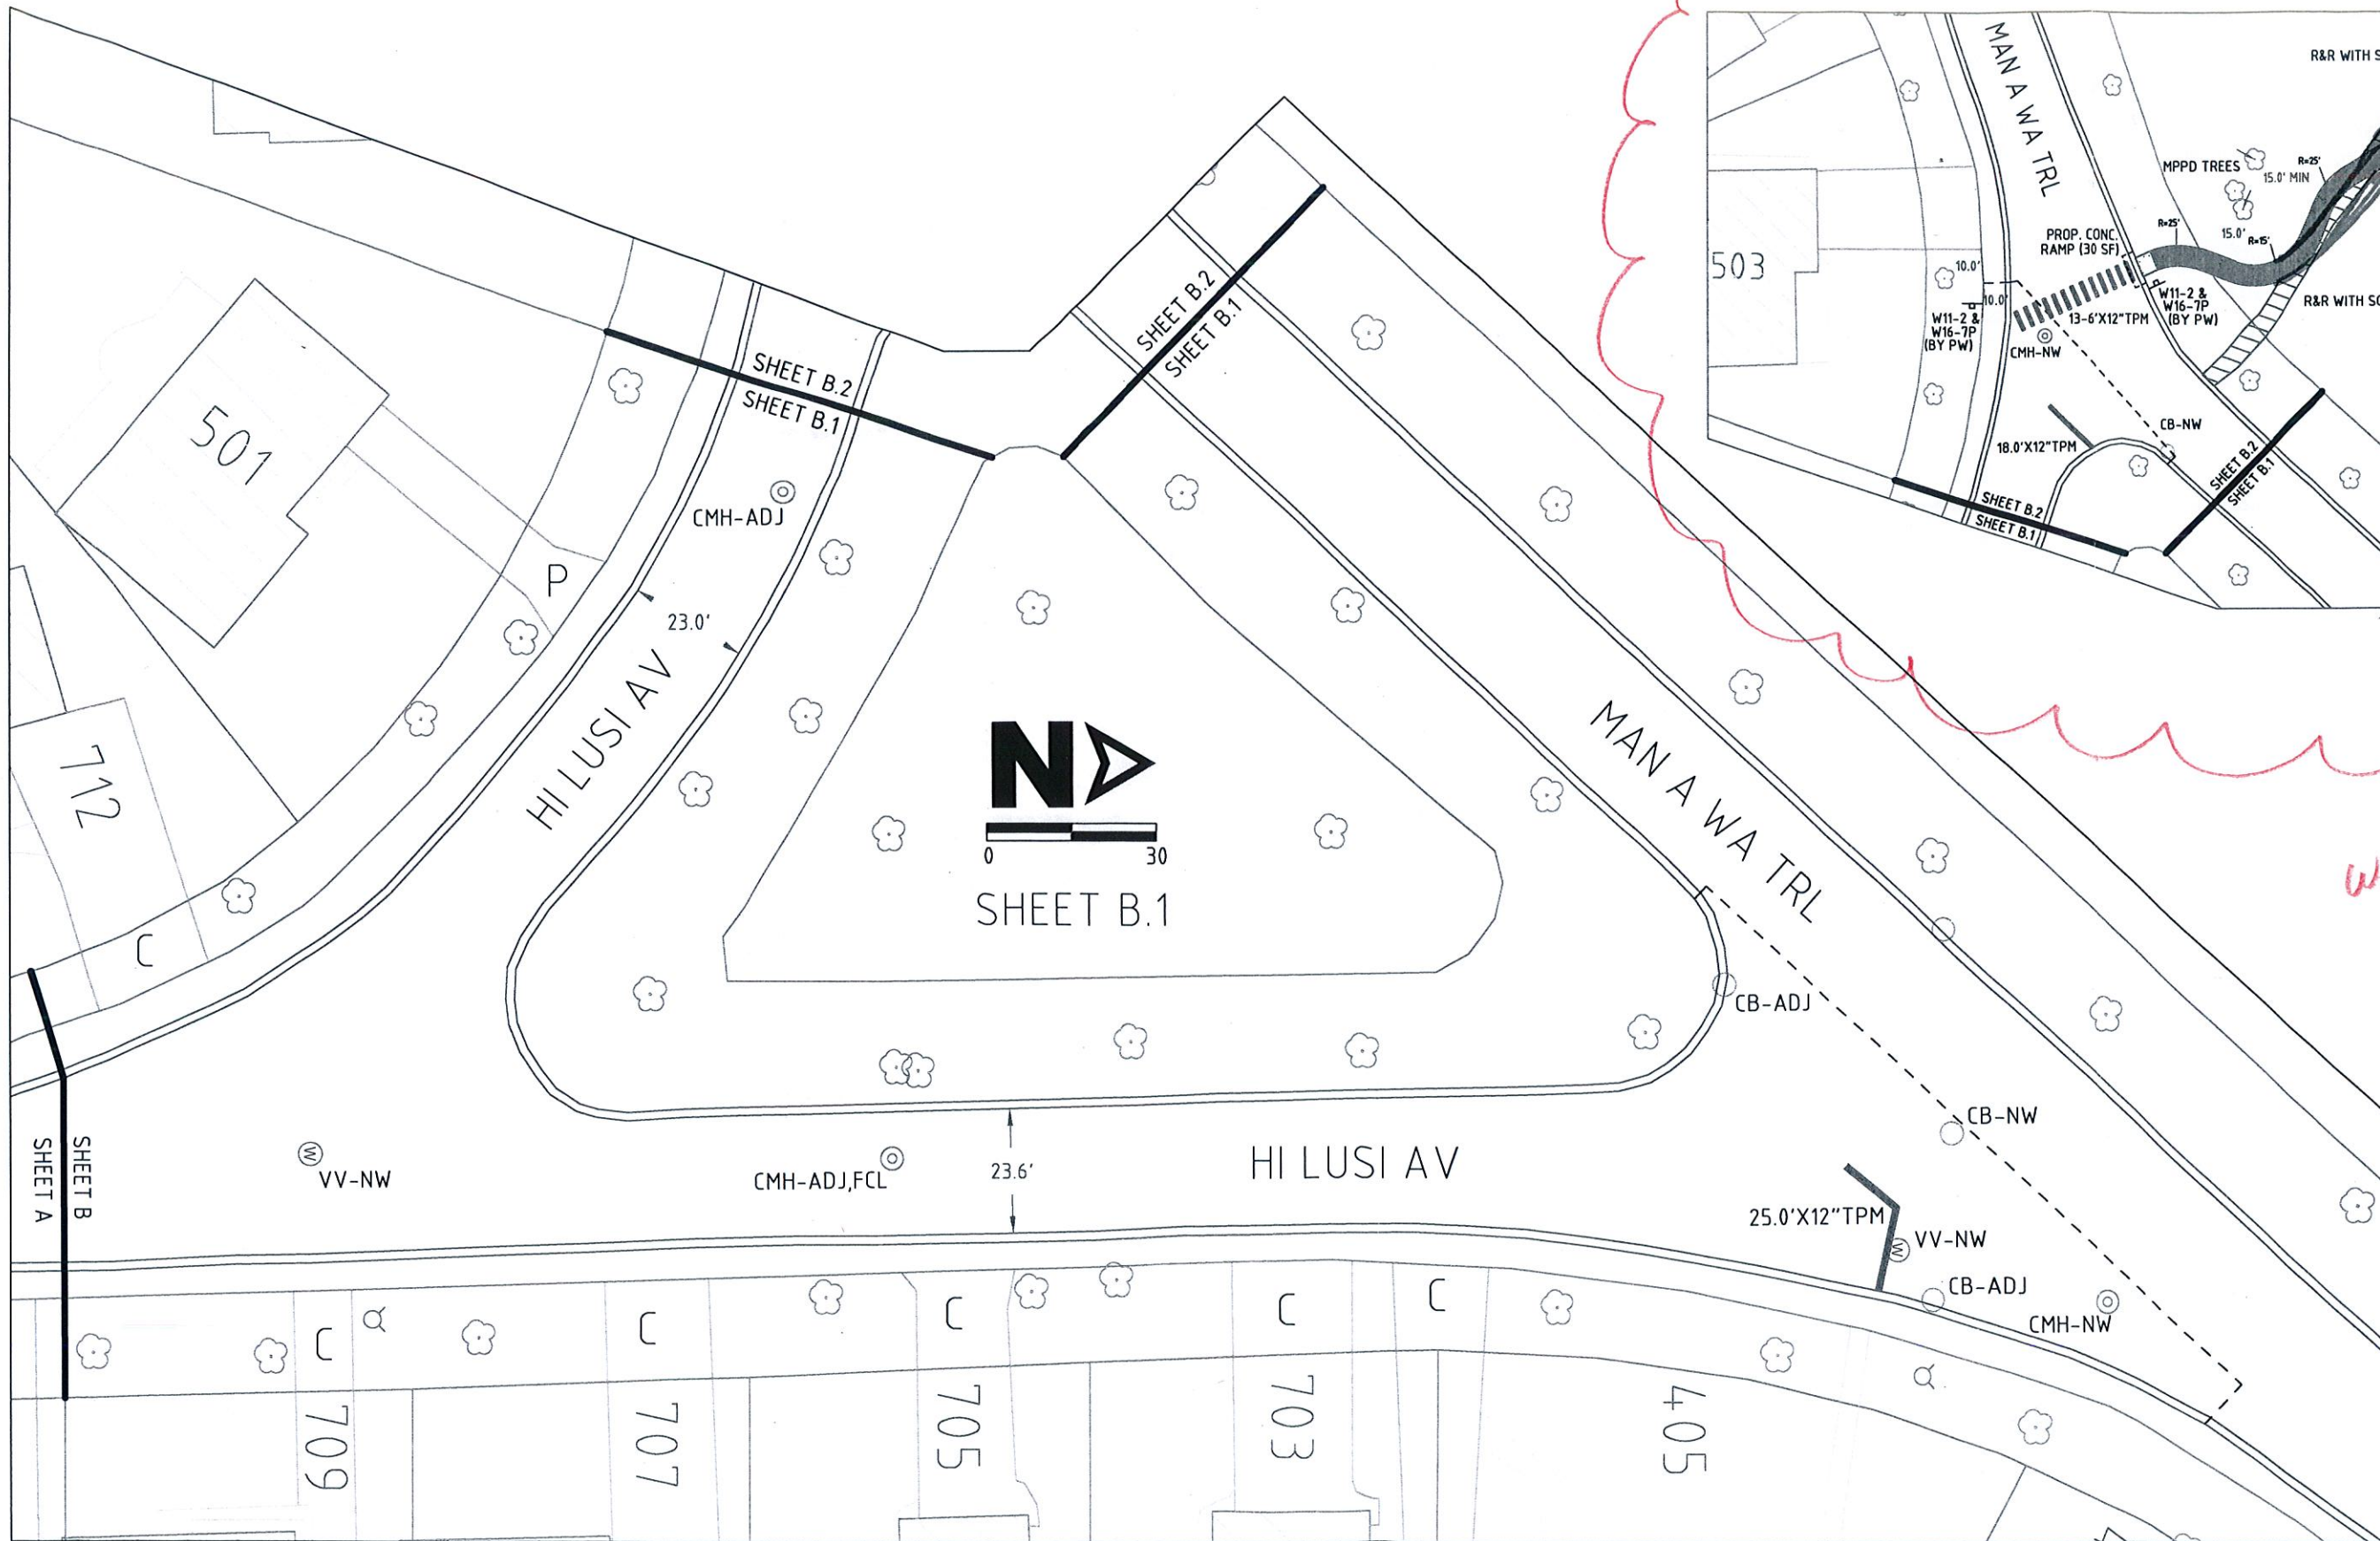 501
712
P
C
CMH-ADJ
23.0'
HI LUSI AV
SHEET B.2
SHEET B.1
SHEET B.2
SHEET B.1
N
0 30
SHEET B.1
MAN A WA TRL
CB-ADJ
CB-NW
SHEET A
SHEET B
W
VV-NW
CMH-ADJ,FCL
23.6'
HI LUSI AV
25.0'X12"TPM
W
VV-NW
CB-ADJ
CMH-NW
C
C
C
C
C
709
707
705
703
405
MAN A WA TRL
R&R WITH
MPPD TREES
R=25'
15.0' MIN
R=25'
15.0'
R=15'
PROP. CONC.
RAMP (30 SF)
503
10.0'
10.0'
W11-2 &
W16-7P
(BY PW)
13-6'X12"TPM
W11-2 &
W16-7P
(BY PW)
R&R WITH
CMH-NW
CB-NW
18.0'X12"TPM
SHEET B.2
SHEET B.1
SHEET B.2
SHEET B.1